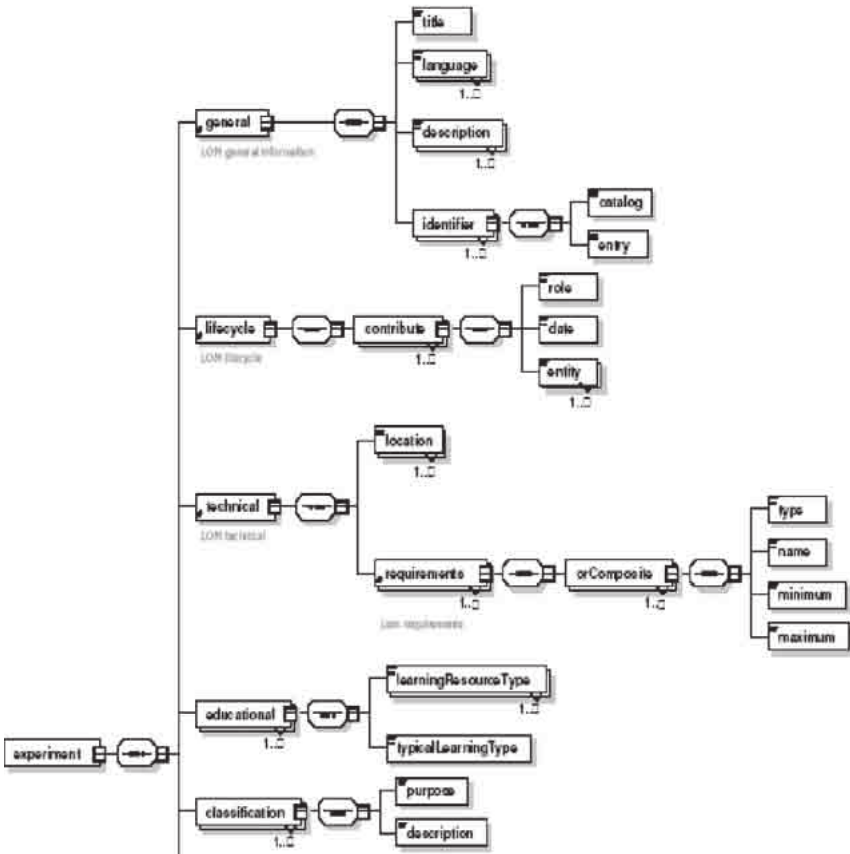 title
language
1..□
general
LOM general information
description
1..□
identifier
1..□
catalog
entry
lifecycle
LOM lifecycle
contribute
1..□
role
date
entity
1..□
technical
LOM technical
location
1..□
requirements
1..□
Lom requirements
orComposite
1..□
type
name
minimum
maximum
educational
1..□
learningResourceType
1..□
typicalLearningType
experiment
classification
1..□
purpose
description